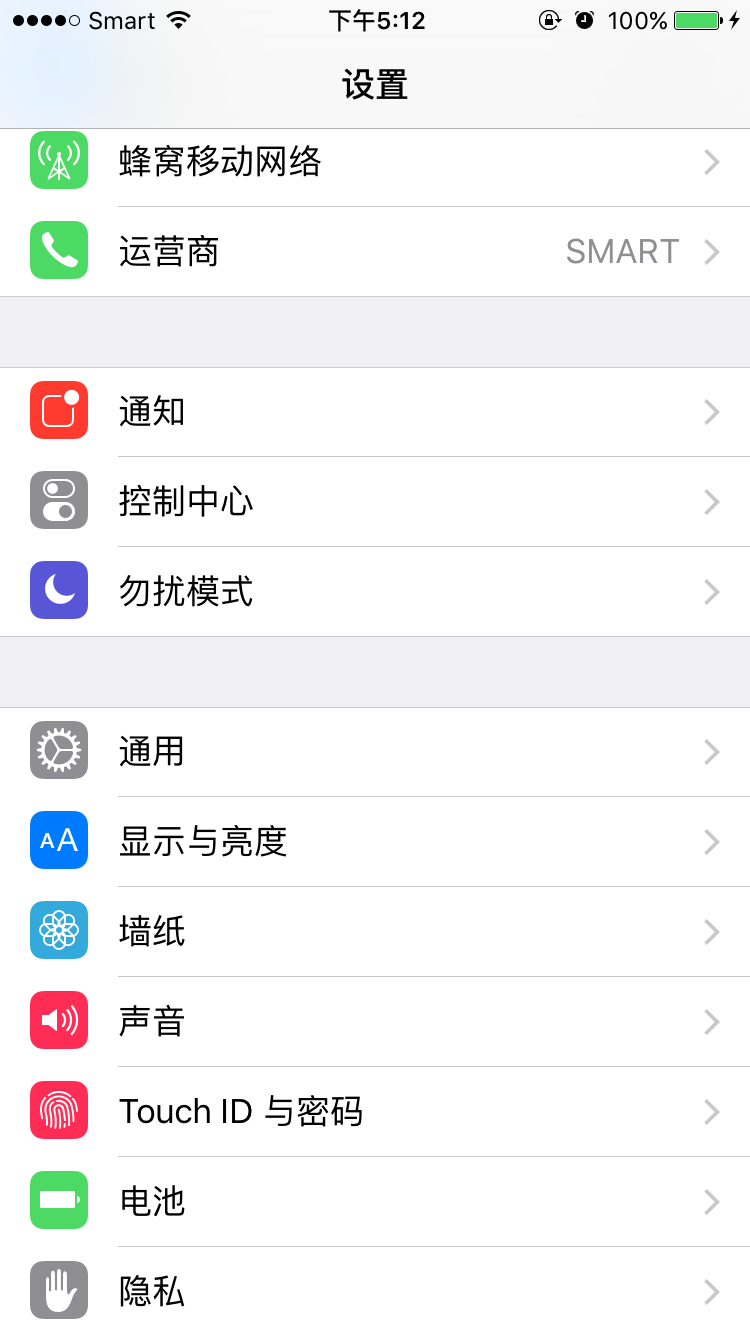 Smart 下午5:12 100%
设置
蜂窝移动网络
运营商 SMART
通知
控制中心
勿扰模式
通用
AA 显示与亮度
墙纸
声音
Touch ID 与密码
电池
隐私